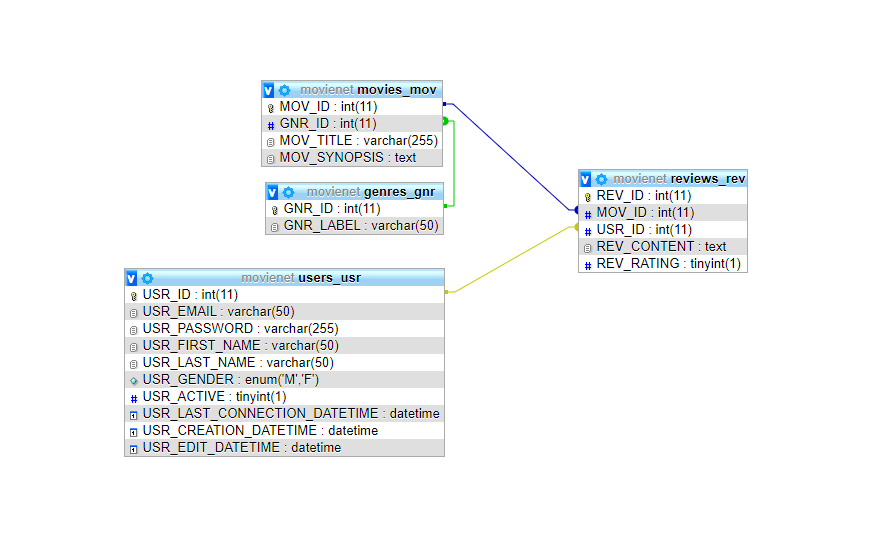 movienet movies_mov
MOV_ID : int(11)
GNR_ID : int(11)
MOV_TITLE : varchar(255)
MOV_SYNOPSIS : text
movienet genres_gnr
GNR_ID : int(11)
GNR_LABEL : varchar(50)
movienet reviews_rev
REV_ID : int(11)
MOV_ID : int(11)
USR_ID : int(11)
REV_CONTENT : text
REV_RATING : tinyint(1)
movienet users_usr
USR_ID : int(11)
USR_EMAIL : varchar(50)
USR_PASSWORD : varchar(255)
USR_FIRST_NAME : varchar(50)
USR_LAST_NAME : varchar(50)
USR_GENDER : enum('M','F')
USR_ACTIVE : tinyint(1)
USR_LAST_CONNECTION_DATETIME : datetime
USR_CREATION_DATETIME : datetime
USR_EDIT_DATETIME : datetime